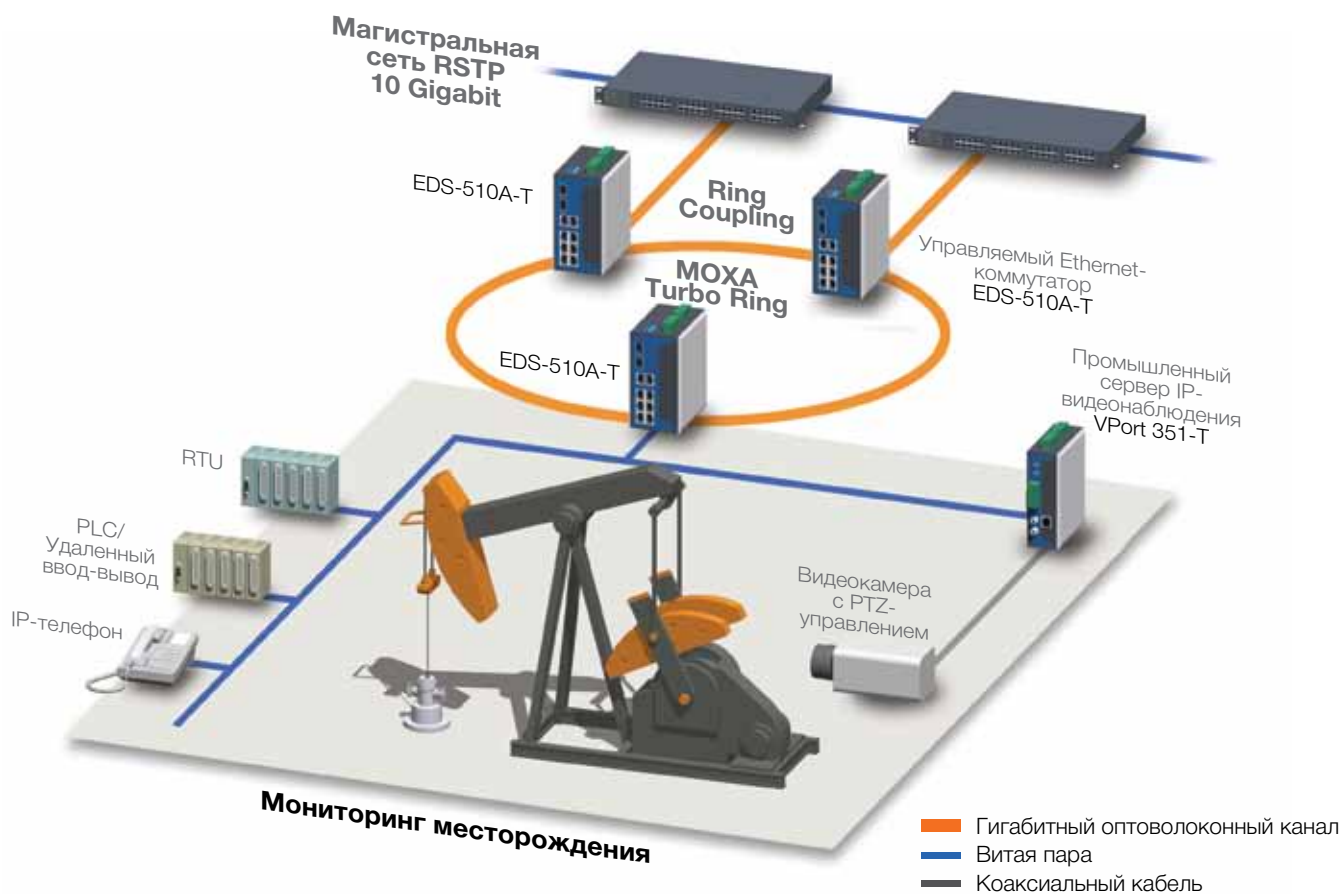 Магистральная
сеть RSTP
10 Gigabit
EDS-510A-T
Ring
Coupling
Управляемый Ethernet-
коммутатор
EDS-510A-T
MOXA
Turbo Ring
EDS-510A-T
Промышленный
сервер IP-
видеонаблюдения
VPort 351-T
RTU
PLC/
Удаленный
ввод-вывод
IP-телефон
Видеокамера
с PTZ-
управлением
Мониторинг месторождения
Гигабитный оптоволоконный канал
Витая пара
Коаксиальный кабель